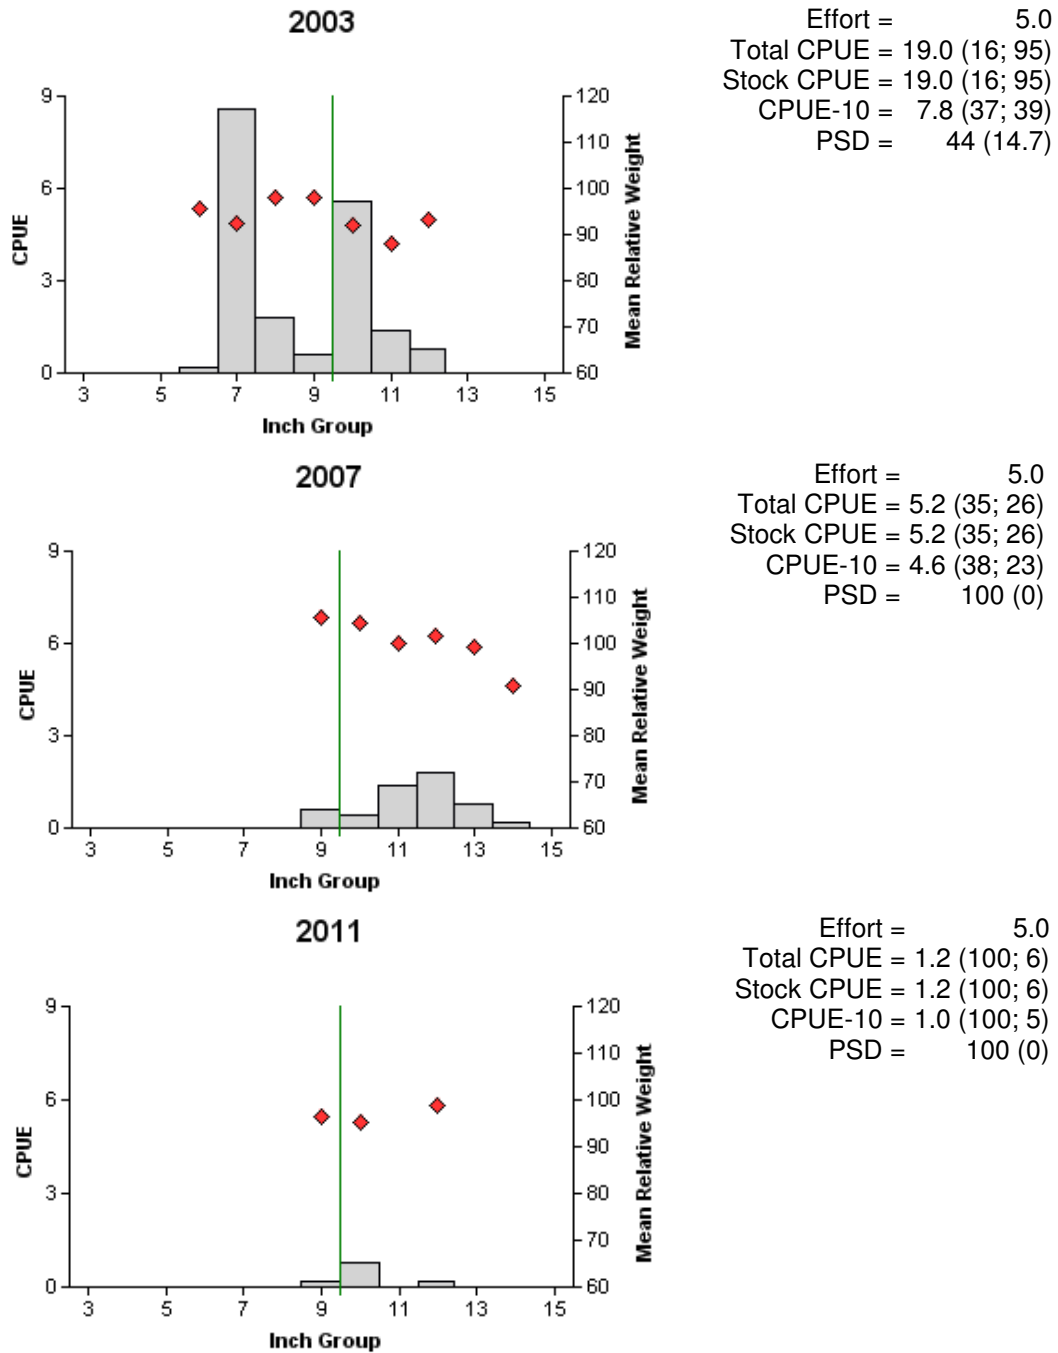 2003
Effort = 5.0
Total CPUE = 19.0 (16; 95)
Stock CPUE = 19.0 (16; 95)
CPUE-10 = 7.8 (37; 39)
PSD = 44 (14.7)
9
6
3
0
CPUE
120
110
100
90
80
70
60
Mean Relative Weight
3 5 7 9 11 13 15
Inch Group
2007
Effort = 5.0
Total CPUE = 5.2 (35; 26)
Stock CPUE = 5.2 (35; 26)
CPUE-10 = 4.6 (38; 23)
PSD = 100 (0)
9
6
3
0
CPUE
120
110
100
90
80
70
60
Mean Relative Weight
3 5 7 9 11 13 15
Inch Group
2011
Effort = 5.0
Total CPUE = 1.2 (100; 6)
Stock CPUE = 1.2 (100; 6)
CPUE-10 = 1.0 (100; 5)
PSD = 100 (0)
9
6
3
0
CPUE
120
110
100
90
80
70
60
Mean Relative Weight
3 5 7 9 11 13 15
Inch Group